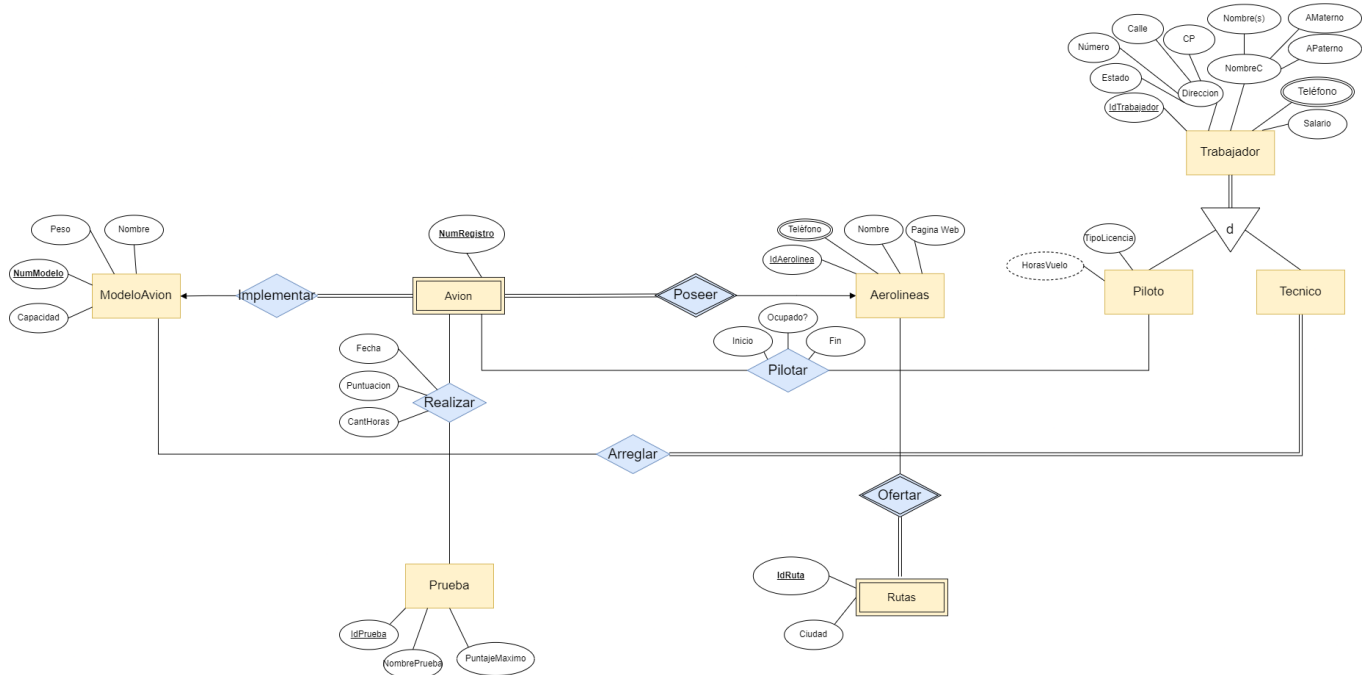 Nombre(s)
AMaterno
Calle
CP
Número
APaterno
NombreC
Estado
Direccion
Teléfono
IdTrabajador
Salario
Trabajador
d
Peso
Nombre
NumRegistro
Teléfono
Nombre
Pagina Web
TipoLicencia
NumModelo
IdAerolinea
HorasVuelo
ModeloAvion
Implementar
Avion
Poseer
Aerolineas
Piloto
Tecnico
Capacidad
Ocupado?
Fecha
Inicio
Fin
Pilotar
Puntuacion
Realizar
CantHoras
Arreglar
Ofertar
IdRuta
Prueba
Rutas
IdPrueba
Ciudad
NombrePrueba
PuntajeMaximo